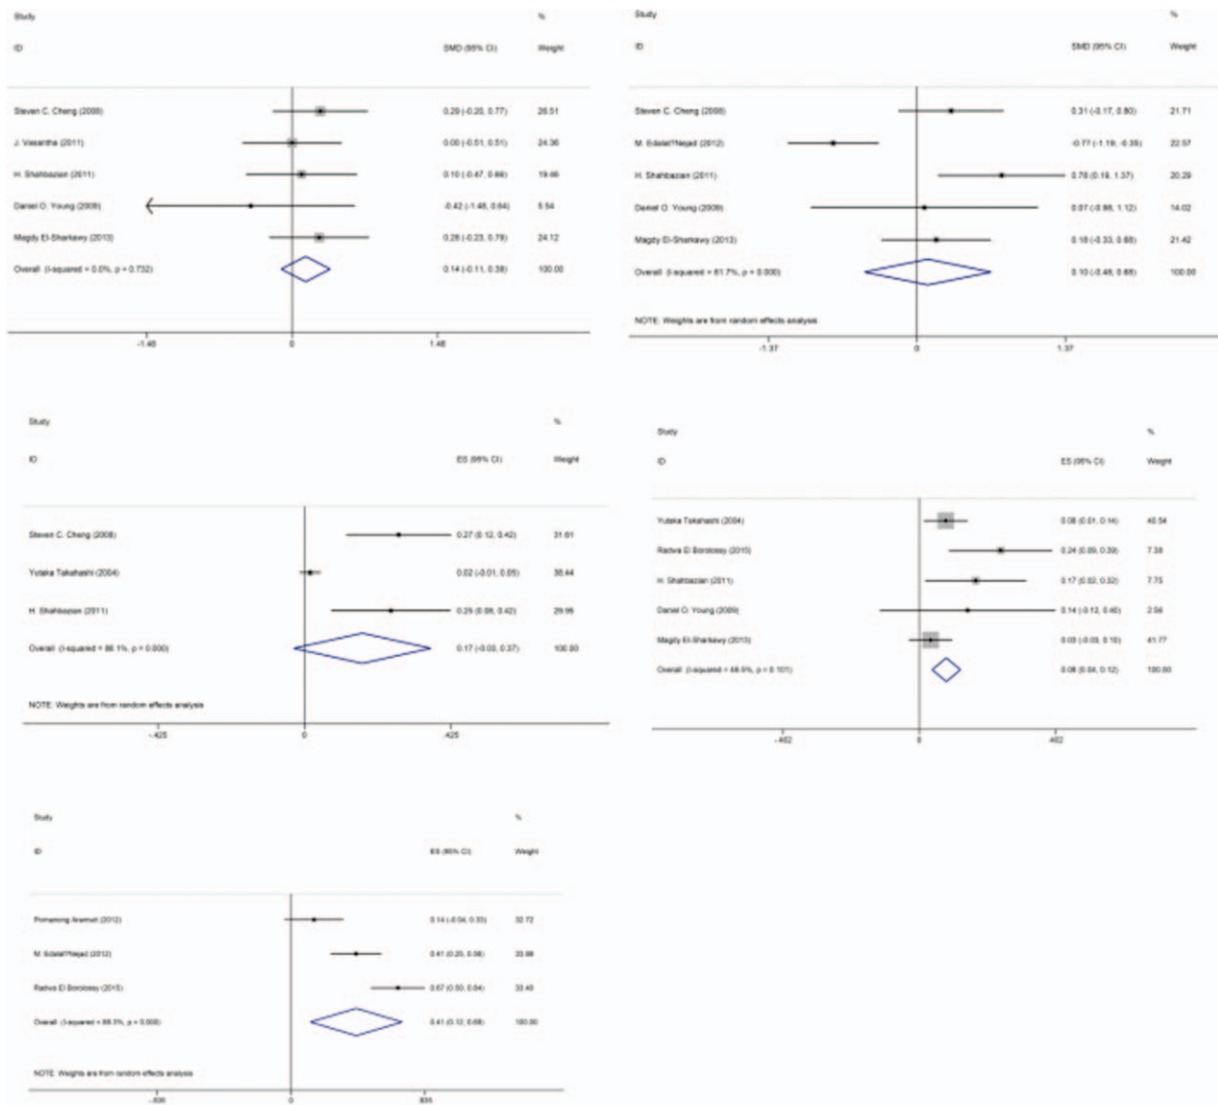 Study %
ID SMD (95% CI) Weight
Steven C. Cheng (2008) 0.29 (-0.20, 0.77) 26.51
J. Vasantha (2011) 0.00 (-0.51, 0.51) 24.36
H. Shahbazian (2011) 0.10 (-0.47, 0.66)
Daniel O. Young (2009) -0.42 (-1.48, 0.64) 5.54
Magdy El-Sharkawy (2013) 0.28 (-0.23, 0.79) 24.12
Overall (I-squared = 0.0%, p = 0.732) 0.14 (-0.11, 0.39) 100.00
-1.48 0 1.48
Study %
ID SMD (95% CI) Weight
Steven C. Cheng (2008) 0.31 (-0.17, 0.80) 21.71
M. Edalat?Nejad (2012) -0.77 (-1.19, -0.35) 22.57
H. Shahbazian (2011) 0.78 (0.19, 1.37) 20.29
Daniel O. Young (2009) 0.07 (-0.98, 1.12) 14.02
Magdy El-Sharkawy (2013) 0.18 (-0.33, 0.68) 21.42
Overall (I-squared = 81.7%, p = 0.000) 0.10 (-0.48, 0.68) 100.00
NOTE: Weights are from random effects analysis
-1.37 0 1.37
Study %
ID ES (95% CI) Weight
Steven C. Cheng (2008) 0.27 (0.12, 0.42) 31.61
Yutaka Takahashi (2004) 0.02 (-0.01, 0.05) 38.44
H. Shahbazian (2011) 0.25 (0.08, 0.42) 29.95
Overall (I-squared = 88.1%, p = 0.000) 0.17 (-0.03, 0.37) 100.00
NOTE: Weights are from random effects analysis
-.425 0 .425
Study %
ID ES (95% CI) Weight
Yutaka Takahashi (2004) 0.08 (0.01, 0.14) 40.54
Radwa El Borolossy (2015) 0.24 (0.09, 0.39) 7.38
H. Shahbazian (2011) 0.17 (0.02, 0.32) 7.75
Daniel O. Young (2009) 0.14 (-0.12, 0.40) 2.56
Magdy El-Sharkawy (2013) 0.03 (-0.03, 0.10) 41.77
Overall (I-squared = 48.5%, p = 0.101) 0.08 (0.04, 0.12) 100.00
-.402 0 .402
Study %
ID ES (95% CI) Weight
(2012) 0.14 (-0.04, 0.33) 32.72
M. Edalat?Nejad (2012) 0.41 (0.25, 0.56)
Radwa El Borolossy (2015) 0.67 (0.50, 0.84) 33.40
Overall (I-squared = p = 0.000) 0.41 (0.12, 0.69) 100.00
NOTE: Weights are from random effects analysis
-.835 0 .835